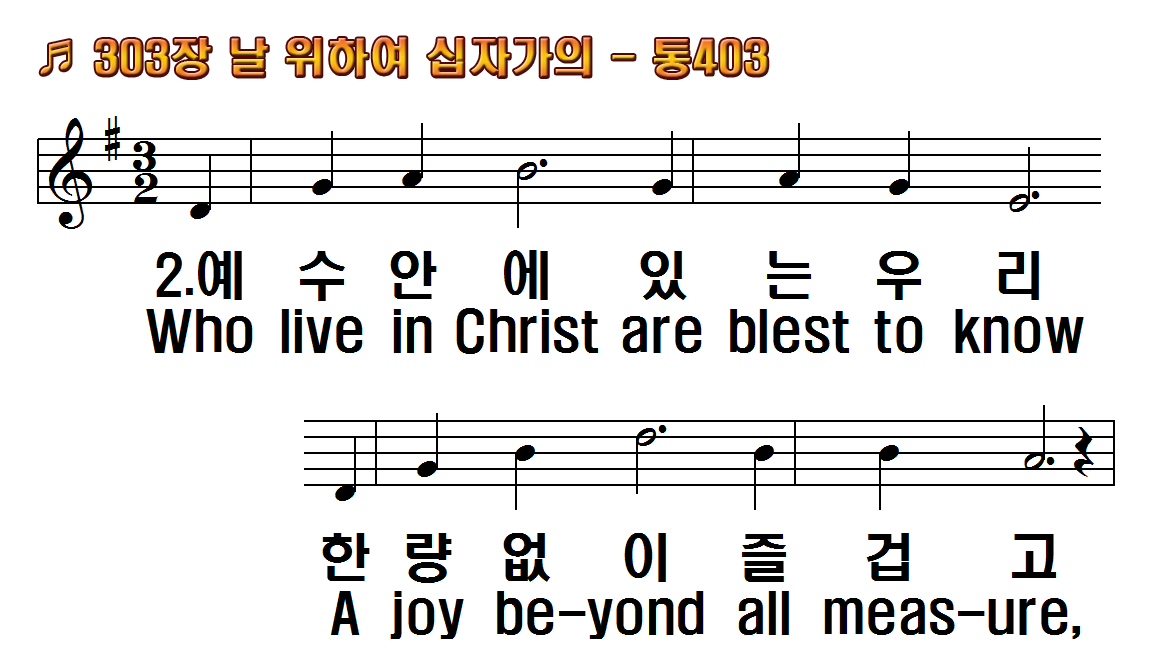 ♬ 303장 날 위하여 십자가의 - 통403
3
2
2.예 수 안 에 있 는 우 리
Who live in Christ are blest to know
한 량 없 이 즐 겁 고
A joy be-yond all meas-ure,